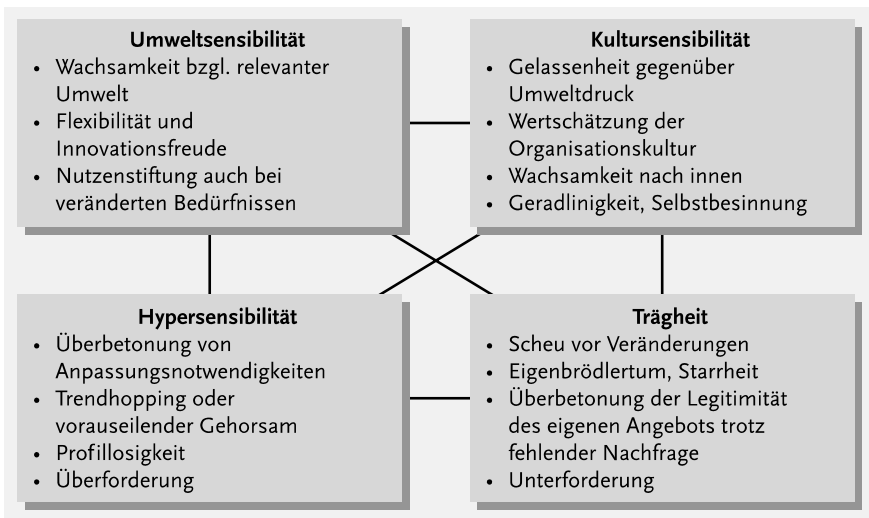 Umweltsensibilität
• Wachsamkeit bzgl. relevanter
Umwelt
• Flexibilität und
Innovationsfreude
• Nutzenstiftung auch bei
veränderten Bedürfnissen
Kultursensibilität
• Gelassenheit gegenüber
Umweltdruck
• Wertschätzung der
Organisationskultur
• Wachsamkeit nach innen
• Geradlinigkeit, Selbstbesinnung
Hypersensibilität
• Überbetonung von
Anpassungsnotwendigkeiten
• Trendhopping oder
vorauseilender Gehorsam
• Profillosigkeit
• Überforderung
Trägheit
• Scheu vor Veränderungen
• Eigenbrödlertum, Starrheit
• Überbetonung der Legitimität
des eigenen Angebots trotz
fehlender Nachfrage
• Unterforderung